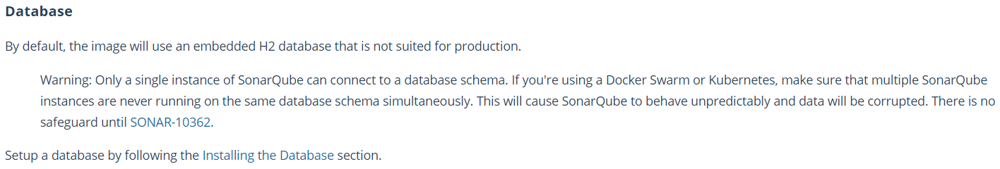 Database
By default, the image will use an embedded H2 database that is not suited for production.
Warning: Only a single instance of SonarQube can connect to a database schema. If you're using a Docker Swarm or Kubernetes, make sure that multiple SonarQube
instances are never running on the same database schema simultaneously. This will cause SonarQube to behave unpredictably and data will be corrupted. There is no
safeguard until SONAR-10362.
Setup a database by following the Installing the Database section.